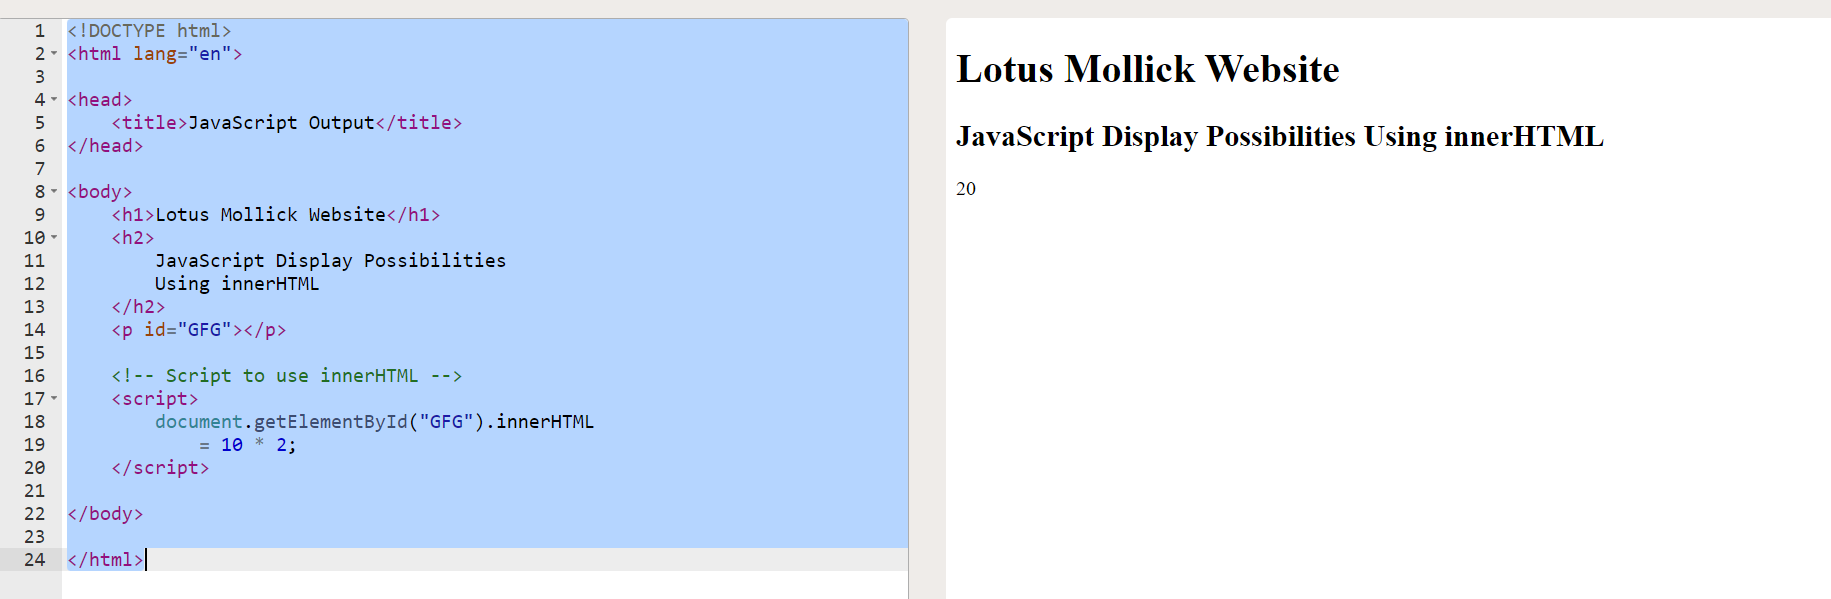 1 <!DOCTYPE html>
2 <html lang="en">
3
4 <head>
5     <title>JavaScript Output</title>
6 </head>
7
8 <body>
9     <h1>Lotus Mollick Website</h1>
10     <h2>
11         JavaScript Display Possibilities
12         Using innerHTML
13     </h2>
14     <p id="GFG"></p>
15
16     <!-- Script to use innerHTML -->
17     <script>
18         document.getElementById("GFG").innerHTML
19             = 10 * 2;
20     </script>
21
22 </body>
23
24 </html>
Lotus Mollick Website
JavaScript Display Possibilities Using innerHTML
20